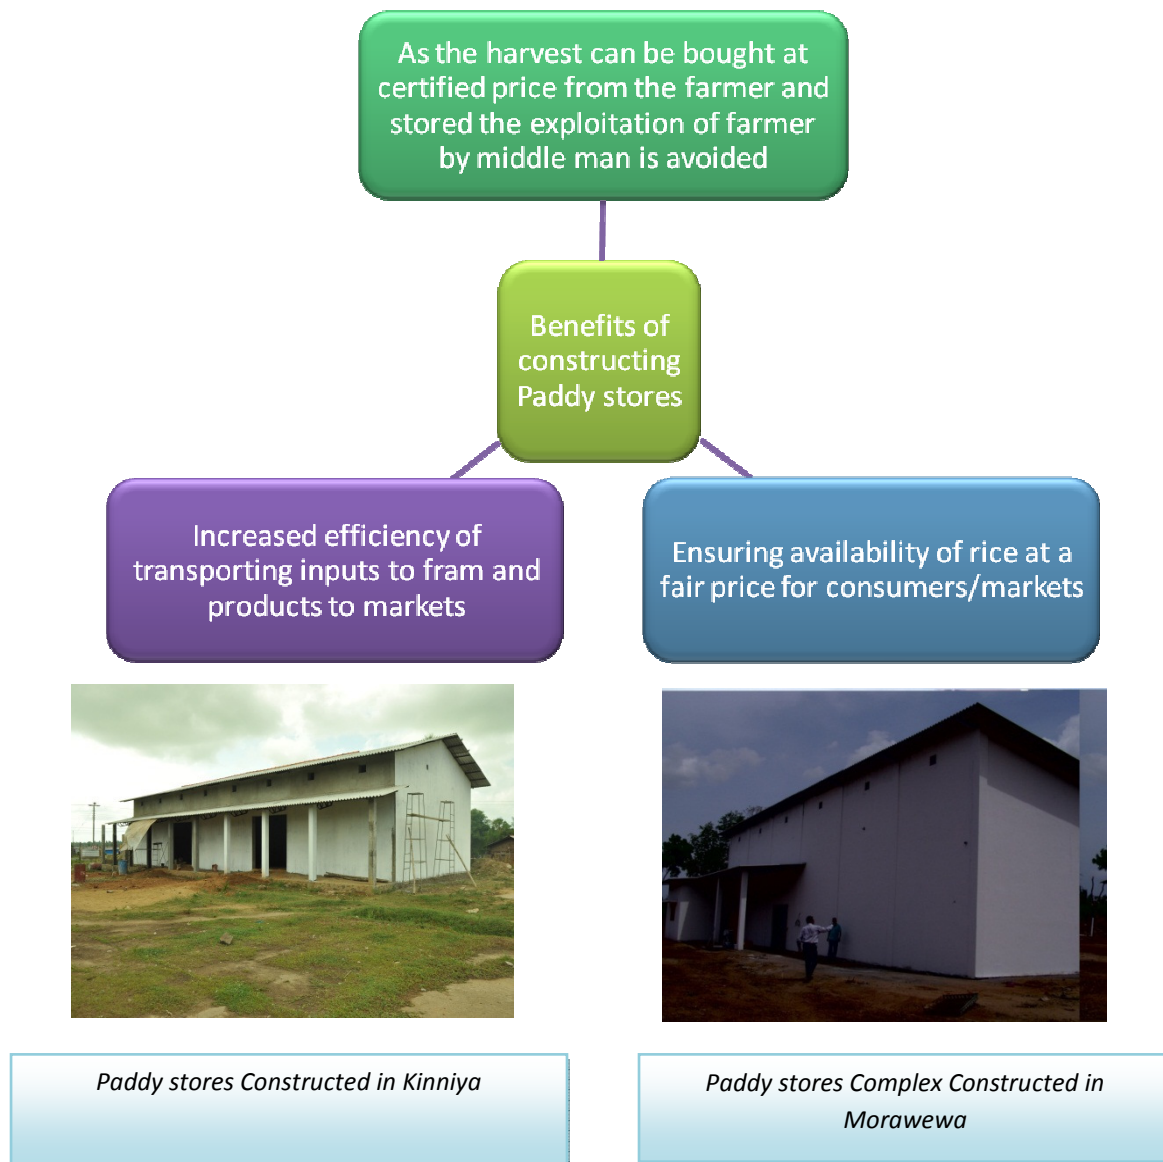 As the harvest can be bought at
certified price from the farmer and
stored the exploitation of farmer
by middle man is avoided
Benefits of
constructing
Paddy stores
Increased efficiency of
transporting inputs to fram and
products to markets
Ensuring availability of rice at a
fair price for consumers/markets
Paddy stores Constructed in Kinniya
Paddy stores Complex Constructed in
Morawewa